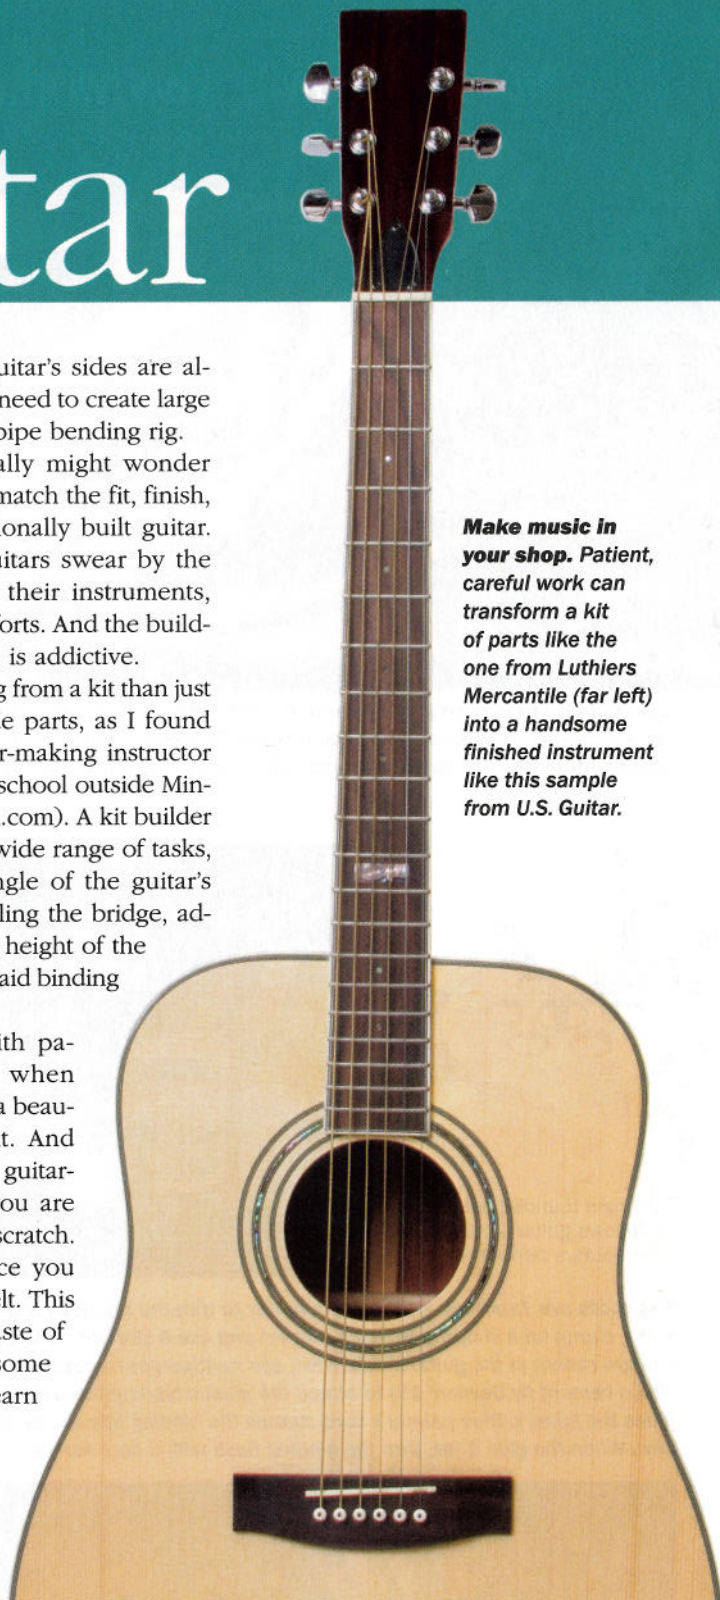 tar
uitar's sides are al-
need to create large
pipe bending rig.
ally might wonder
match the fit, finish,
ionally built guitar.
uitars swear by the
their instruments,
orts. And the build-
is addictive.
g from a kit than just
le parts, as I found
r-making instructor
school outside Min-
.com). A kit builder
wide range of tasks,
ngle of the guitar's
ling the bridge, ad-
height of the
aid binding
ith pa-
when
a beau-
t. And
guitar-
ou are
scratch.
ce you
elt. This
aste of
some
earn
Make music in
your shop. Patient,
careful work can
transform a kit
of parts like the
one from Luthiers
Mercantile (far left)
into a handsome
finished instrument
like this sample
from U.S. Guitar.